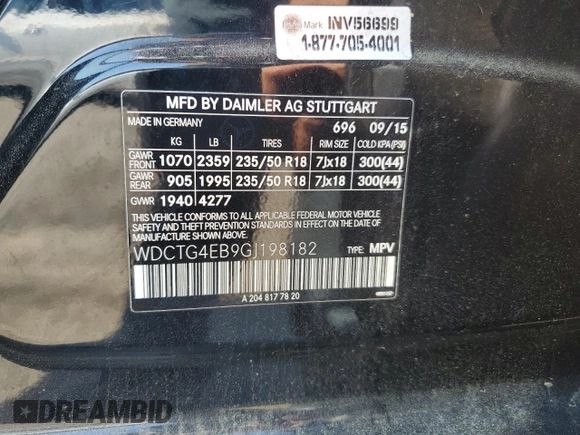 Mark INV56699
1-877-705-4001
MFD BY DAIMLER AG STUTTGART
MADE IN GERMANY 696 09/15
KG LB TIRES RIM SIZE COLD KPA(PSI)
GAWR FRONT 1070 2359 235/50 R18 7Jx18 300(44)
GAWR REAR 905 1995 235/50 R18 7Jx18 300(44)
GVWR 1940 4277
THIS VEHICLE CONFORMS TO ALL APPLICABLE FEDERAL MOTOR VEHICLE
SAFETY AND THEFT PREVENTION STANDARDS IN EFFECT ON THE DATE OF
MANUFACTURE SHOWN ABOVE.
WDCTG4EB9GJ198182 TYPE: MPV
A 204 817 78 20
DREAMBID